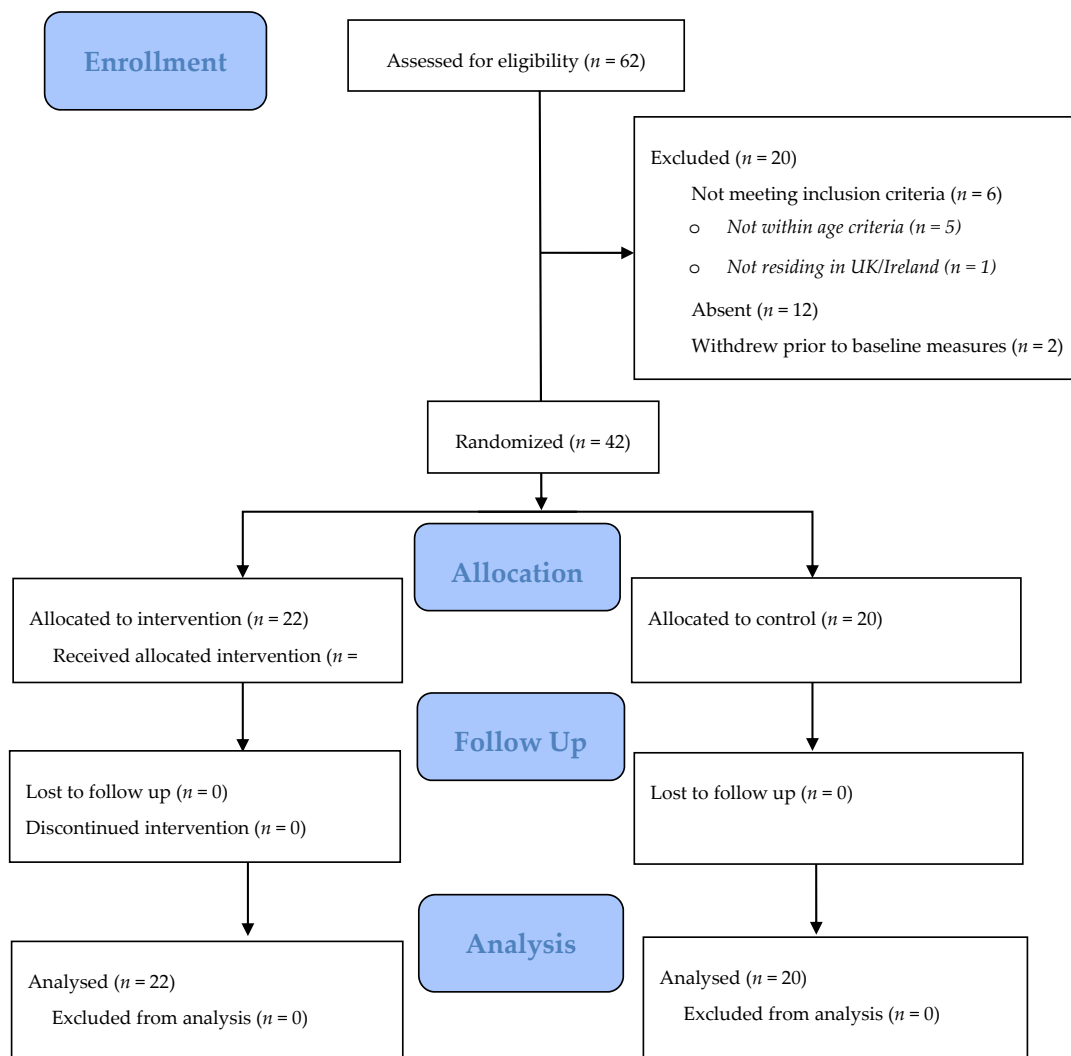 Enrollment
Assessed for eligibility (n = 62)
Excluded (n = 20)
Not meeting inclusion criteria (n = 6)
o Not within age criteria (n = 5)
o Not residing in UK/Ireland (n = 1)
Absent (n = 12)
Withdrew prior to baseline measures (n = 2)
Randomized (n = 42)
Allocation
Allocated to intervention (n = 22)
Received allocated intervention (n =
Allocated to control (n = 20)
Follow Up
Lost to follow up (n = 0)
Discontinued intervention (n = 0)
Lost to follow up (n = 0)
Analysis
Analysed (n = 22)
Excluded from analysis (n = 0)
Analysed (n = 20)
Excluded from analysis (n = 0)